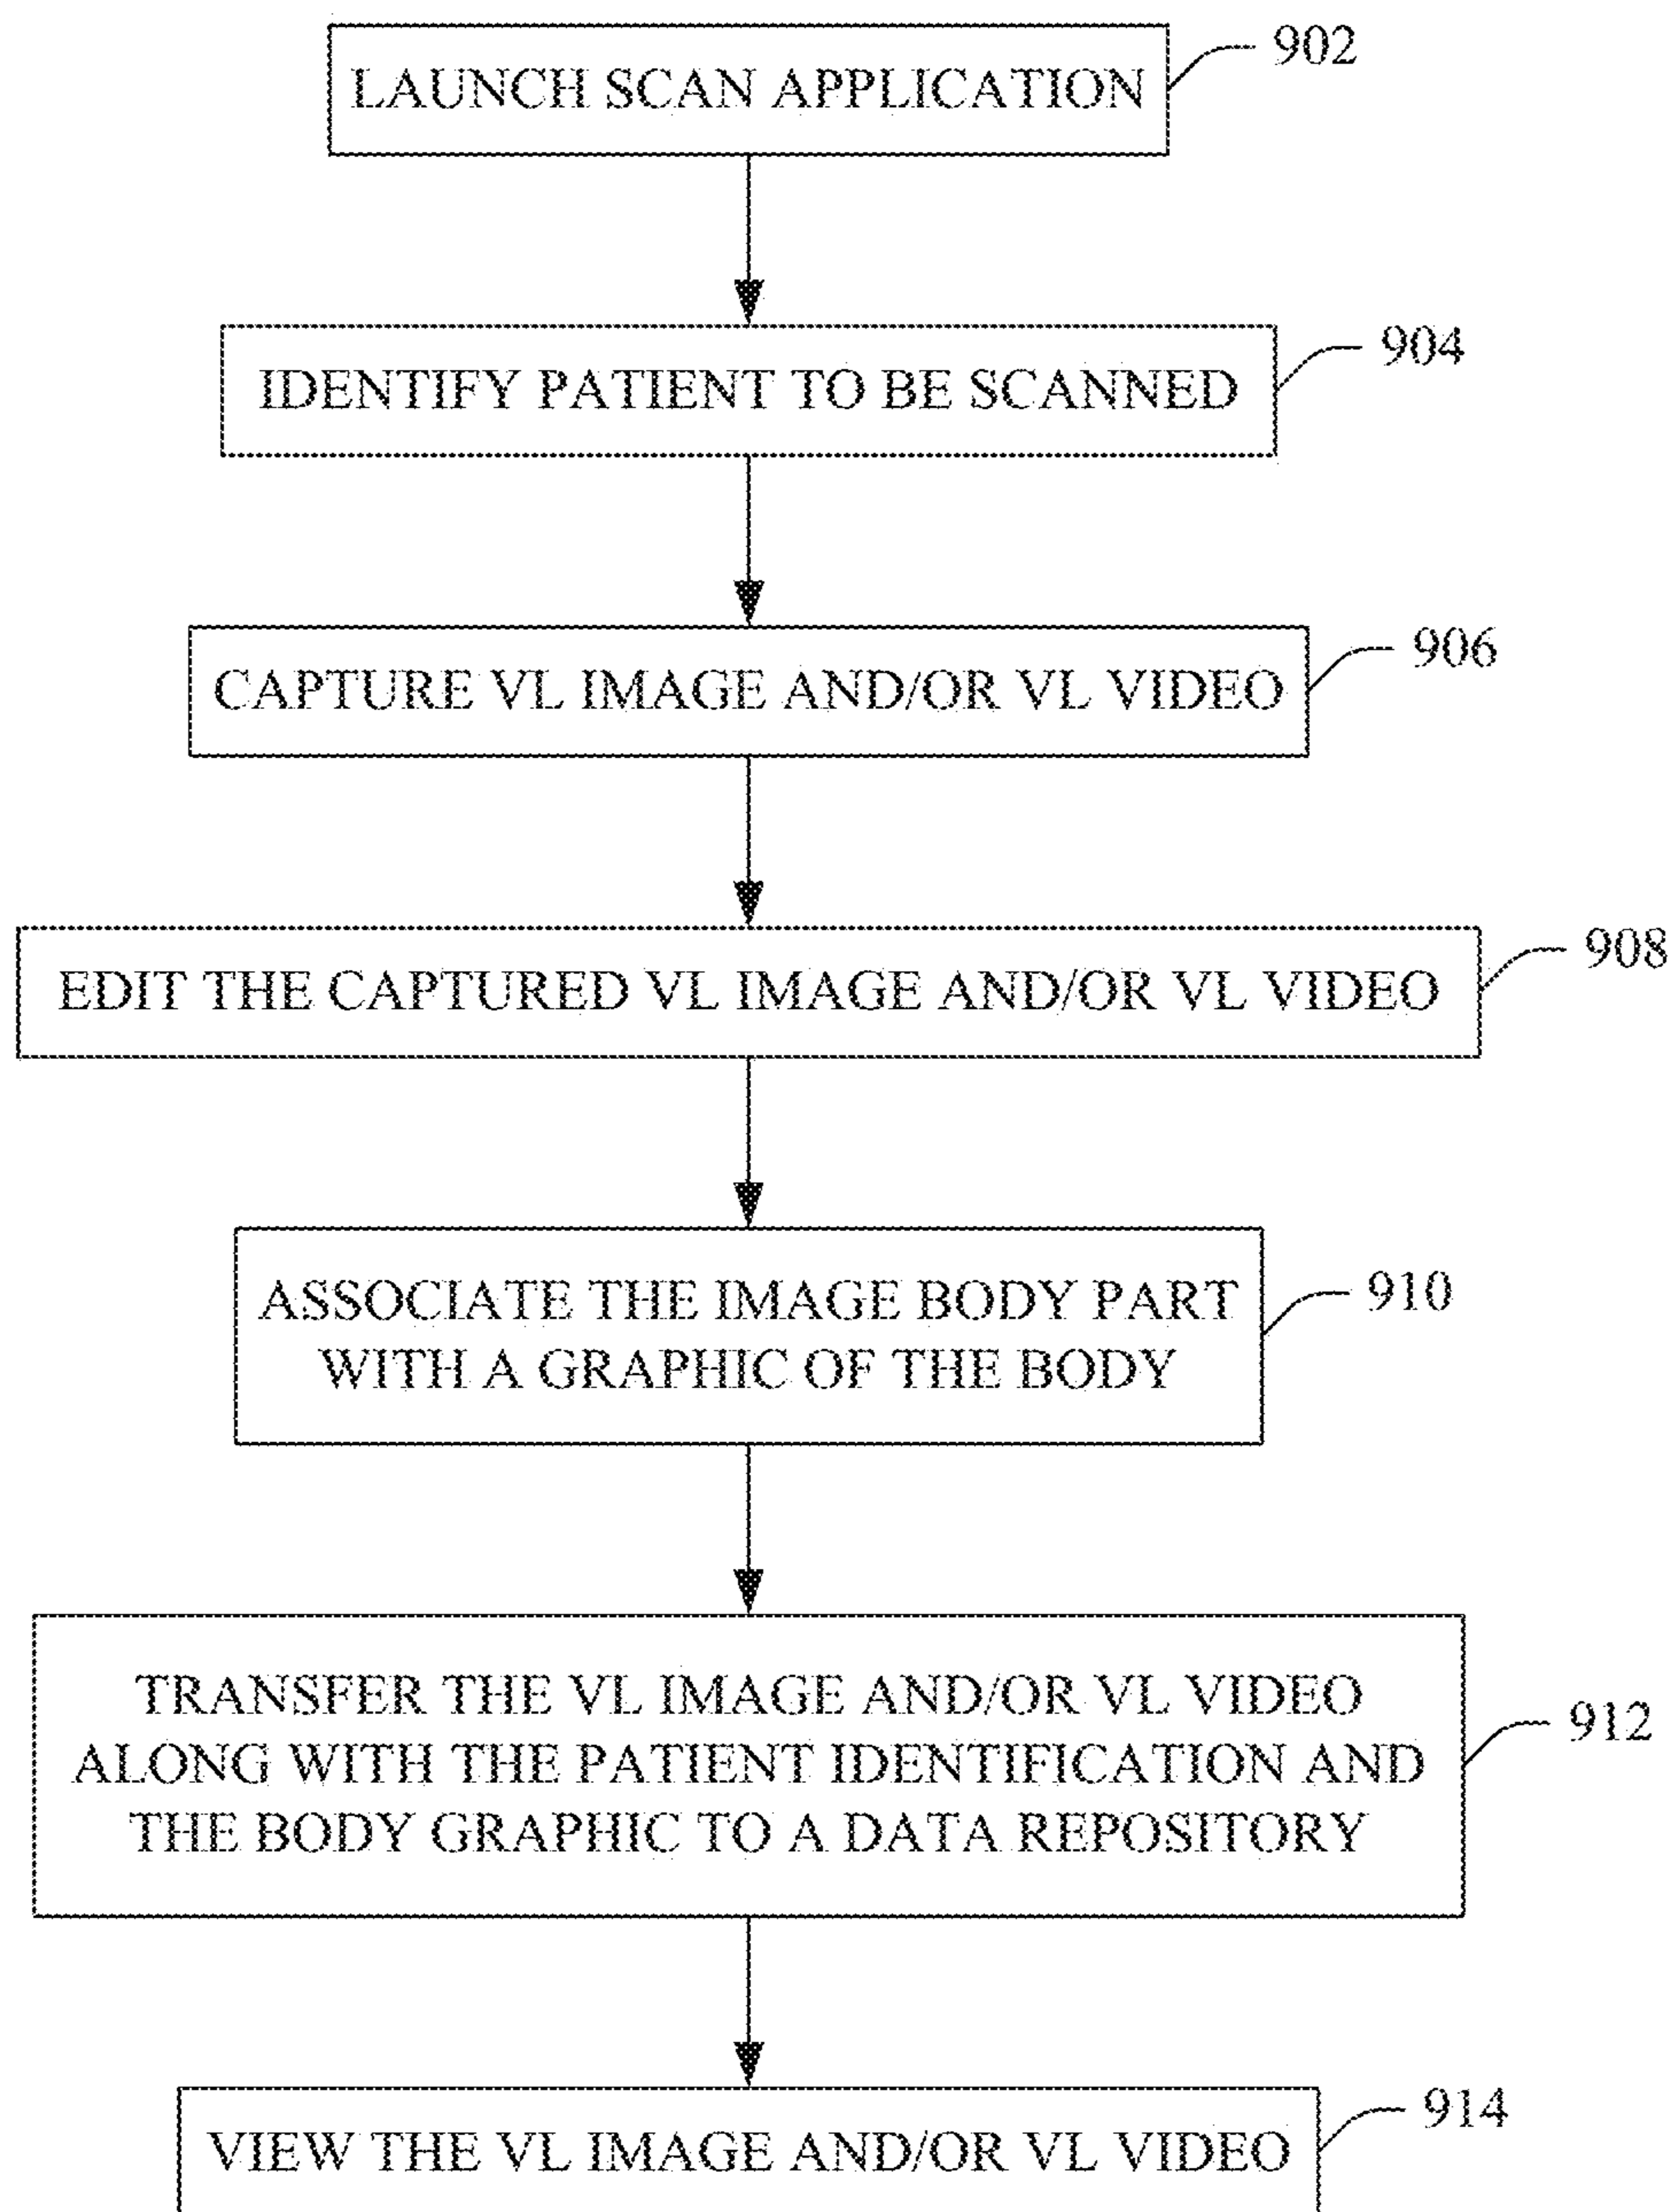 LAUNCH SCAN APPLICATION
902
IDENTIFY PATIENT TO BE SCANNED
904
CAPTURE VL IMAGE AND/OR VL VIDEO
906
EDIT THE CAPTURED VL IMAGE AND/OR VL VIDEO
908
ASSOCIATE THE IMAGE BODY PART
WITH A GRAPHIC OF THE BODY
910
TRANSFER THE VL IMAGE AND/OR VL VIDEO
ALONG WITH THE PATIENT IDENTIFICATION AND
THE BODY GRAPHIC TO A DATA REPOSITORY
912
VIEW THE VL IMAGE AND/OR VL VIDEO
914